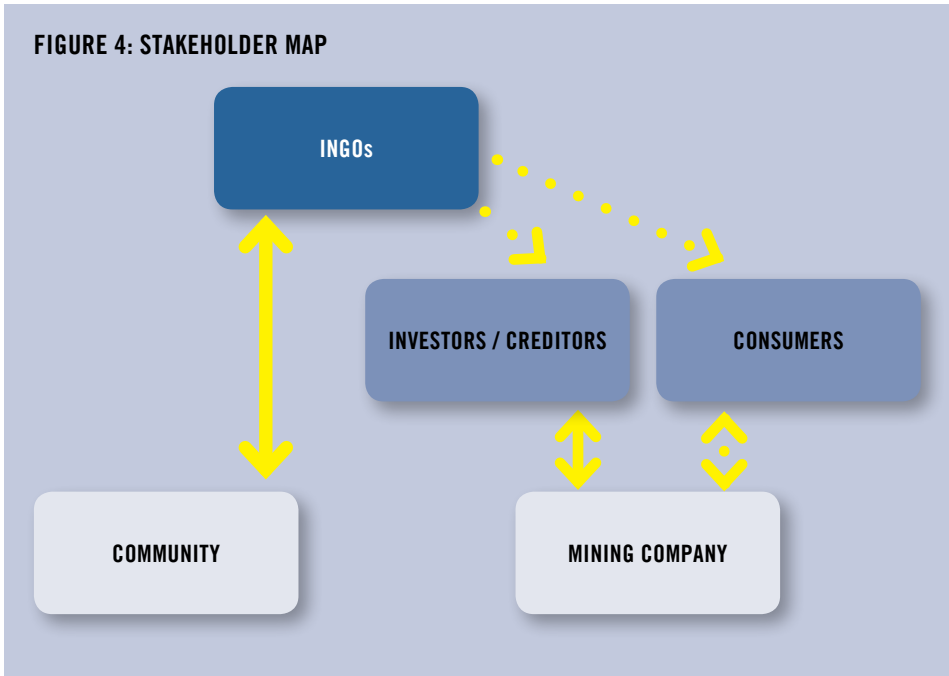 FIGURE 4: STAKEHOLDER MAP
INGOs
INVESTORS / CREDITORS
CONSUMERS
COMMUNITY
MINING COMPANY